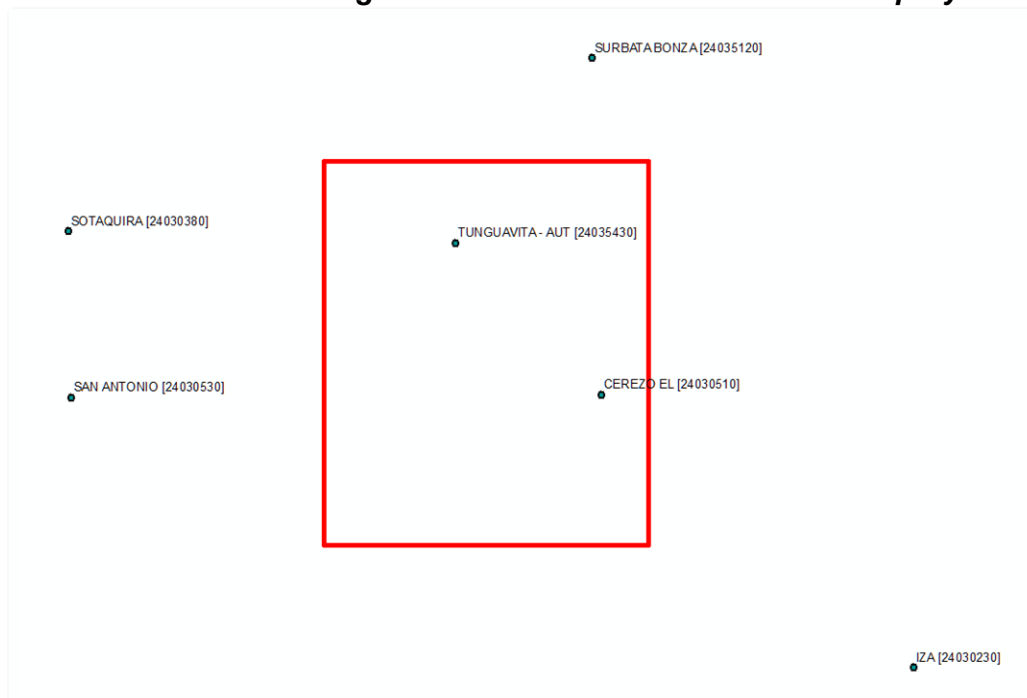 SURBATA BONZA [24035120]
SOTAQUIRA [24030380]
TUNGUAVITA - AUT [24035430]
SAN ANTONIO [24030530]
CEREZO EL [24030510]
IZA [24030230]